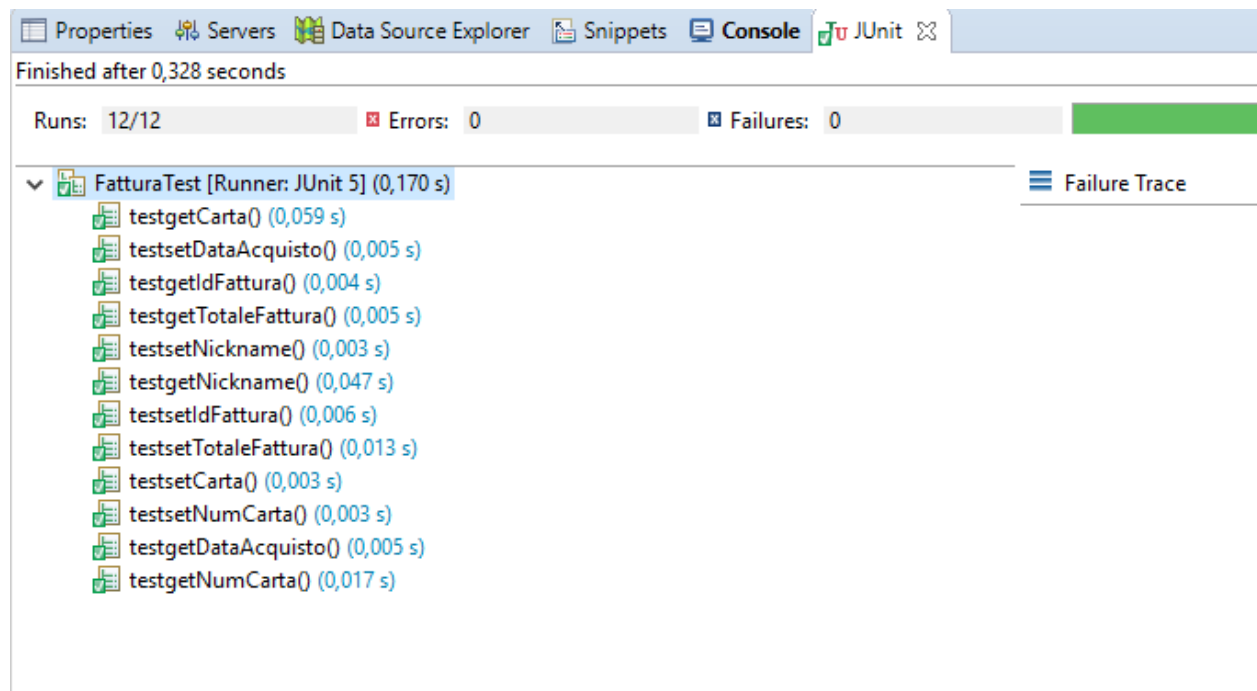 Properties Servers Data Source Explorer Snippets Console JUnit
Finished after 0,328 seconds
Runs: 12/12 Errors: 0 Failures: 0
FatturaTest [Runner: JUnit 5] (0,170 s) Failure Trace
testgetCarta() (0,059 s)
testsetDataAcquisto() (0,005 s)
testgetIdFattura() (0,004 s)
testgetTotaleFattura() (0,005 s)
testsetNickname() (0,003 s)
testgetNickname() (0,047 s)
testsetIdFattura() (0,006 s)
testsetTotaleFattura() (0,013 s)
testsetCarta() (0,003 s)
testsetNumCarta() (0,003 s)
testgetDataAcquisto() (0,005 s)
testgetNumCarta() (0,017 s)